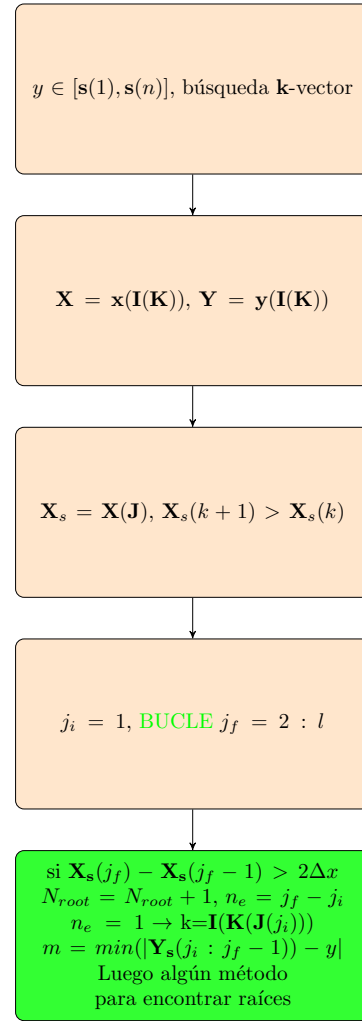 y ∈ [s(1), s(n)], búsqueda k-vector
X = x(I(K)), Y = y(I(K))
X_s = X(J), X_s(k + 1) > X_s(k)
j_i = 1, BUCLE j_f = 2 : l
si X_s(j_f) − X_s(j_f − 1) > 2Δx
N_root = N_root + 1, n_e = j_f − j_i
n_e = 1 → k=I(K(J(j_i)))
m = min(|Y_s(j_i : j_f − 1)) − y|
Luego algún método
para encontrar raíces